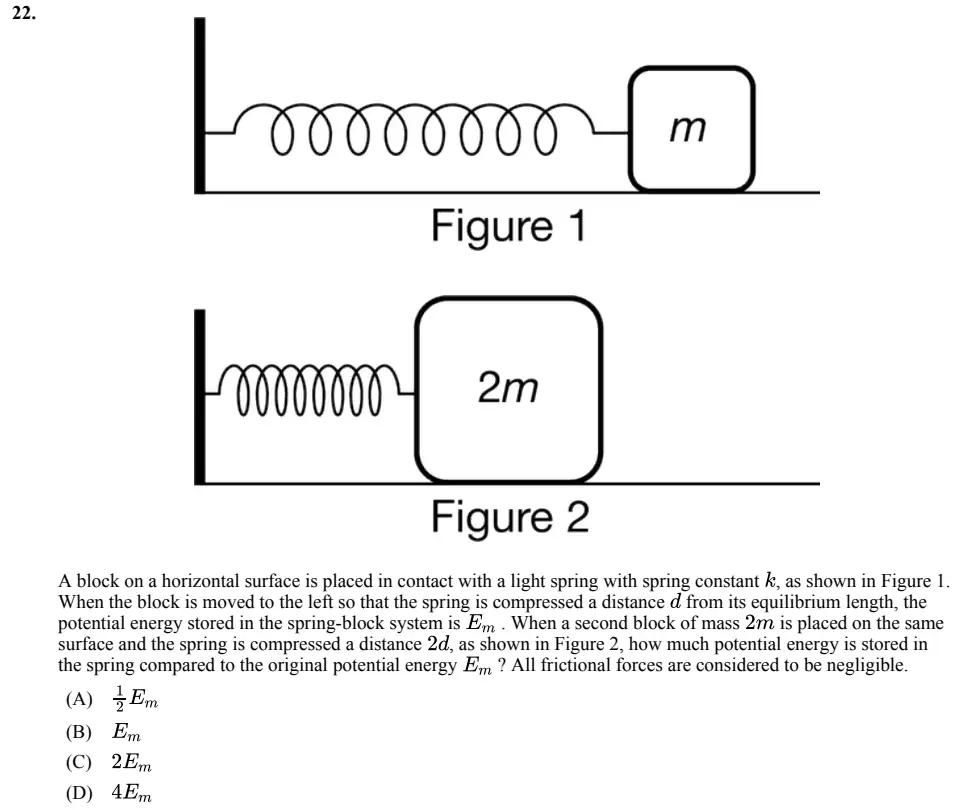 22.
m
Figure 1
2m
Figure 2
A block on a horizontal surface is placed in contact with a light spring with spring constant k, as shown in Figure 1.
When the block is moved to the left so that the spring is compressed a distance d from its equilibrium length, the
potential energy stored in the spring-block system is Eₘ . When a second block of mass 2m is placed on the same
surface and the spring is compressed a distance 2d, as shown in Figure 2, how much potential energy is stored in
the spring compared to the original potential energy Eₘ ? All frictional forces are considered to be negligible.
(A) ½Eₘ
(B) Eₘ
(C) 2Eₘ
(D) 4Eₘ